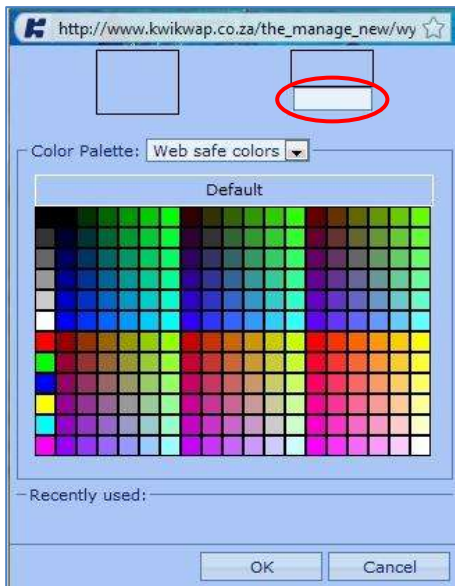 http://www.kwikwap.co.za/the_manage_new/wy
Color Palette: Web safe colors
Default
Recently used:
OK Cancel